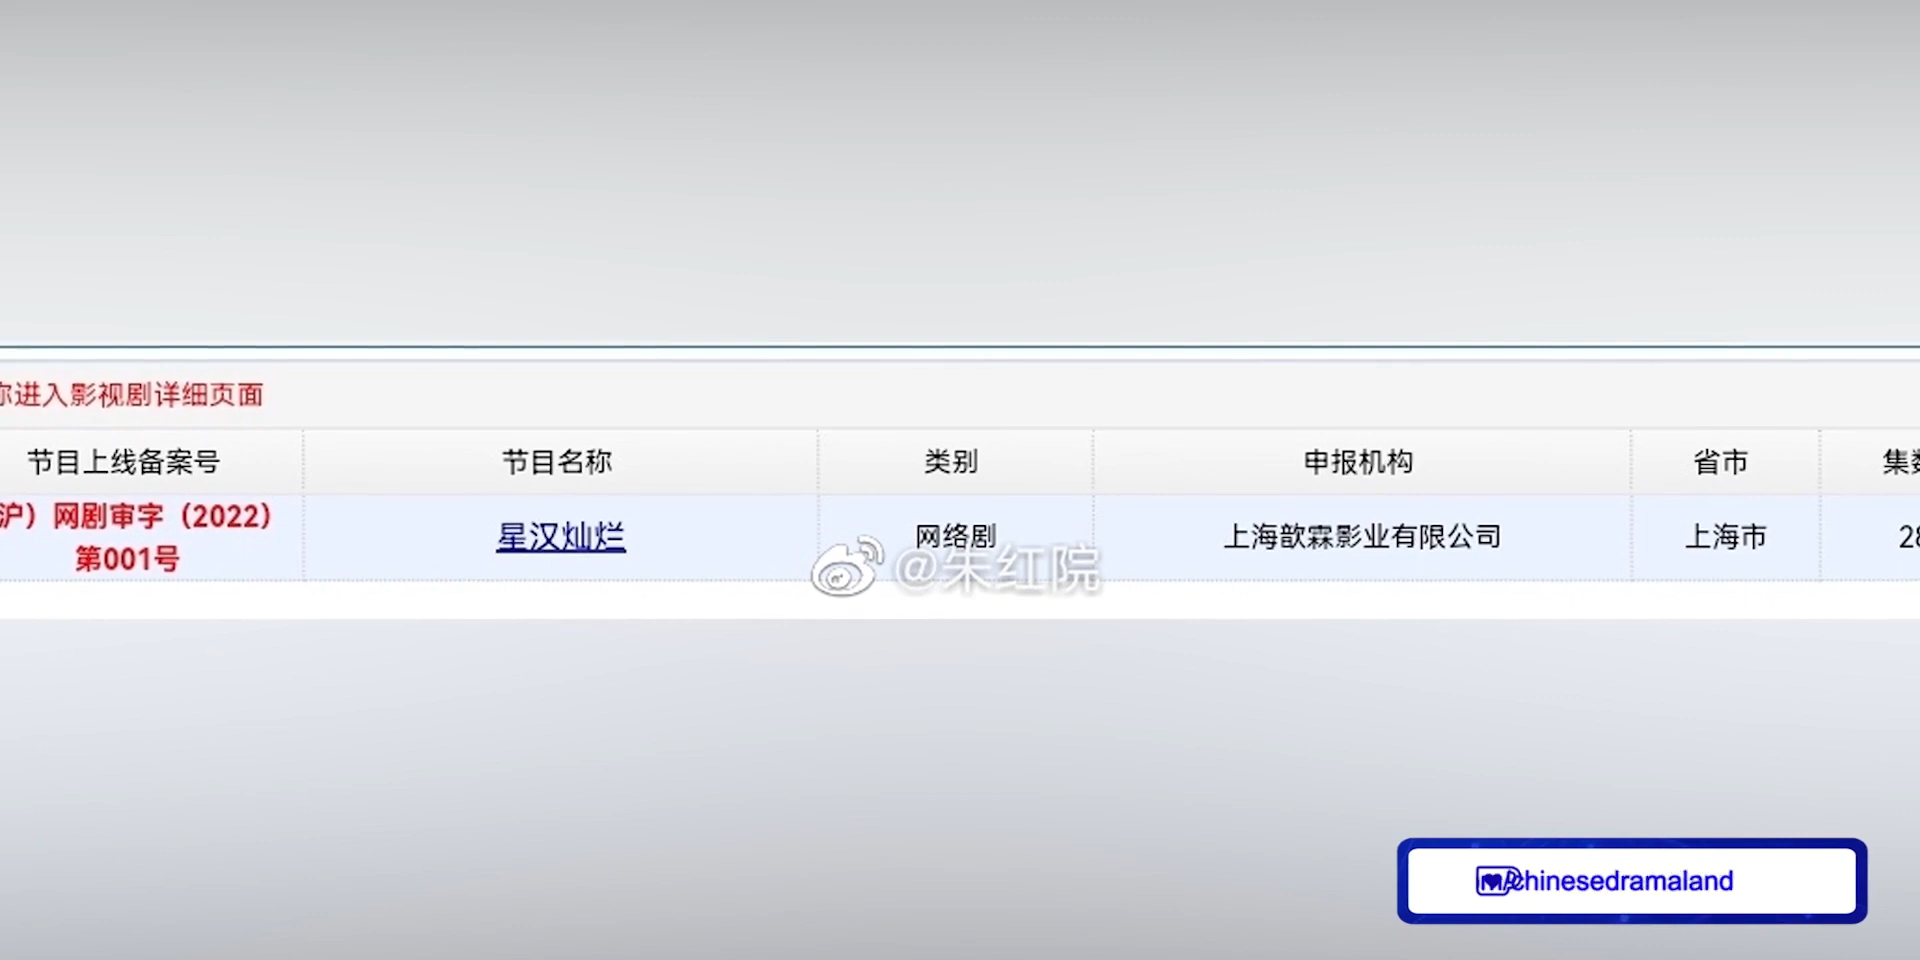 进入影视剧详细页面
节目上线备案号 节目名称 类别 申报机构 省市 集数
沪）网剧审字（2022）
第001号
星汉灿烂 网络剧 上海歆霖影业有限公司 上海市 28
@朱红院
chinesedramaland